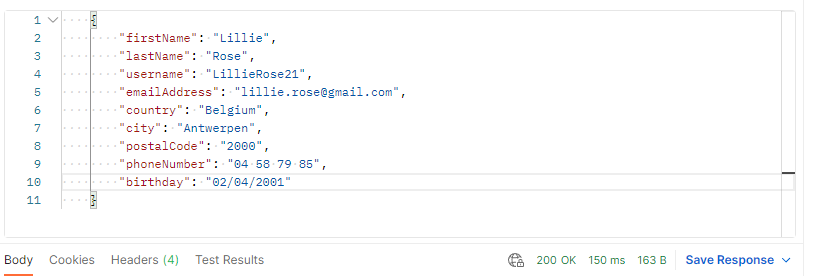 1 {
2 "firstName": "Lillie",
3 "lastName": "Rose",
4 "username": "LillieRose21",
5 "emailAddress": "lillie.rose@gmail.com",
6 "country": "Belgium",
7 "city": "Antwerpen",
8 "postalCode": "2000",
9 "phoneNumber": "04 58 79 85",
10 "birthday": "02/04/2001"
11 }
Body Cookies Headers (4) Test Results 200 OK 150 ms 163 B Save Response